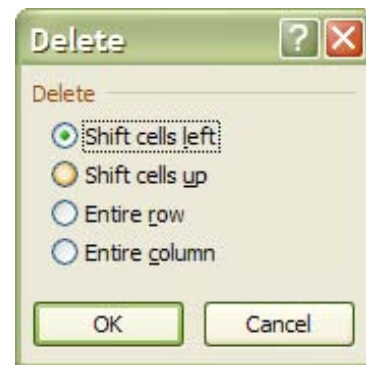 Delete ?
Delete
Shift cells left
Shift cells up
Entire row
Entire column
OK Cancel